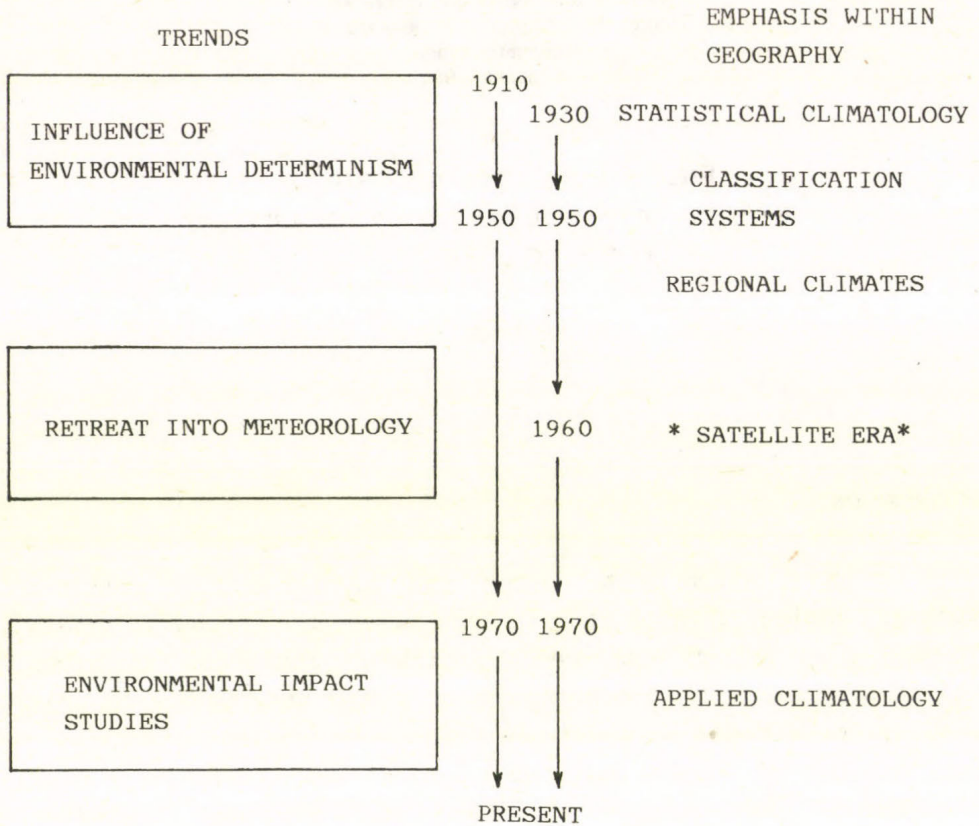 TRENDS
EMPHASIS WITHIN
GEOGRAPHY
1910
1930 STATISTICAL CLIMATOLOGY
INFLUENCE OF
ENVIRONMENTAL DETERMINISM
CLASSIFICATION
SYSTEMS
1950 1950
REGIONAL CLIMATES
RETREAT INTO METEOROLOGY
1960
* SATELLITE ERA*
1970 1970
ENVIRONMENTAL IMPACT
STUDIES
APPLIED CLIMATOLOGY
PRESENT